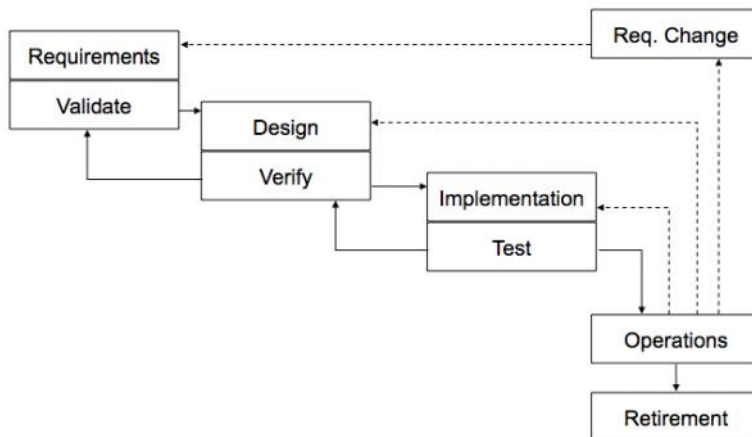 Requirements
Req. Change
Validate
Design
Verify
Implementation
Test
Operations
Retirement